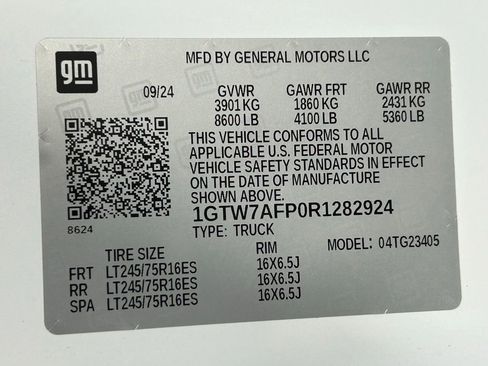 gm
MFD BY GENERAL MOTORS LLC
09/24 GVWR GAWR FRT GAWR RR
3901 KG 1860 KG 2431 KG
8600 LB 4100 LB 5360 LB
THIS VEHICLE CONFORMS TO ALL
APPLICABLE U.S. FEDERAL MOTOR
VEHICLE SAFETY STANDARDS IN EFFECT
ON THE DATE OF MANUFACTURE
SHOWN ABOVE.
1GTW7AFP0R1282924
8624
TYPE: TRUCK
TIRE SIZE RIM MODEL: 04TG23405
FRT LT245/75R16ES 16X6.5J
RR LT245/75R16ES 16X6.5J
SPA LT245/75R16ES 16X6.5J